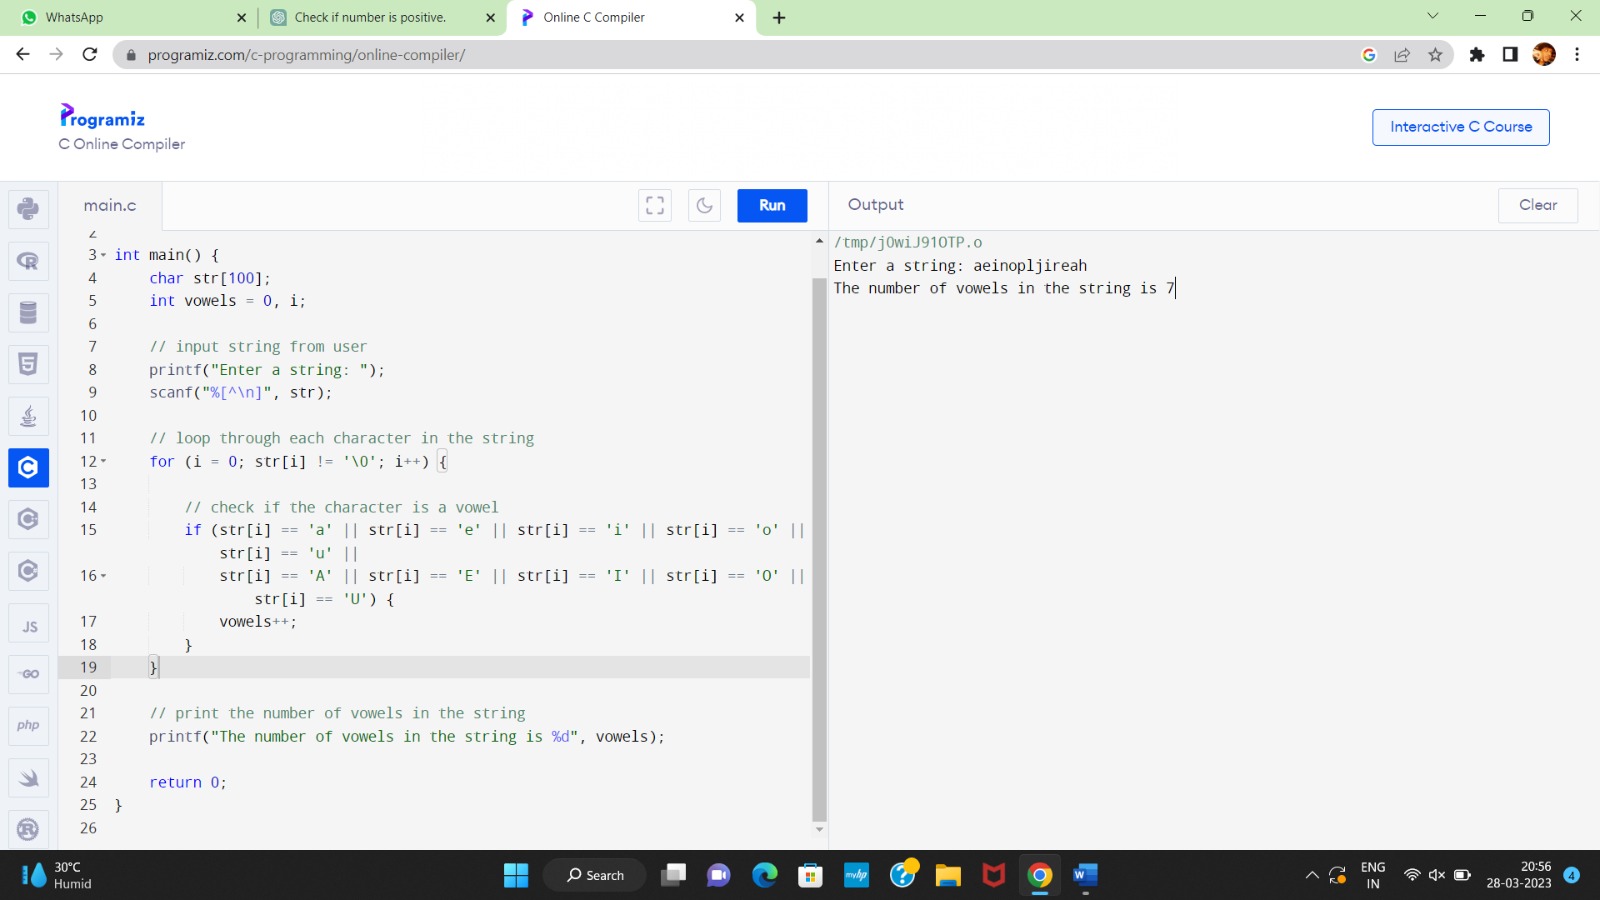 WhatsApp
Check if number is positive.
Online C Compiler
programiz.com/c-programming/online-compiler/
Programiz
C Online Compiler
Interactive C Course
main.c
Run
Output
Clear
2
3 int main() {
4 char str[100];
5 int vowels = 0, i;
6
7 // input string from user
8 printf("Enter a string: ");
9 scanf("%[^\n]", str);
10
11 // loop through each character in the string
12 for (i = 0; str[i] != '\0'; i++) {
13
14 // check if the character is a vowel
15 if (str[i] == 'a' || str[i] == 'e' || str[i] == 'i' || str[i] == 'o' ||
str[i] == 'u' ||
16 str[i] == 'A' || str[i] == 'E' || str[i] == 'I' || str[i] == 'O' ||
str[i] == 'U') {
17 vowels++;
18 }
19 }
20
21 // print the number of vowels in the string
22 printf("The number of vowels in the string is %d", vowels);
23
24 return 0;
25 }
26
/tmp/jOwiJ91OTP.o
Enter a string: aeinopljireah
The number of vowels in the string is 7
JS
GO
php
30°C
Humid
Search
myhp
W
ENG
IN
20:56
28-03-2023
4